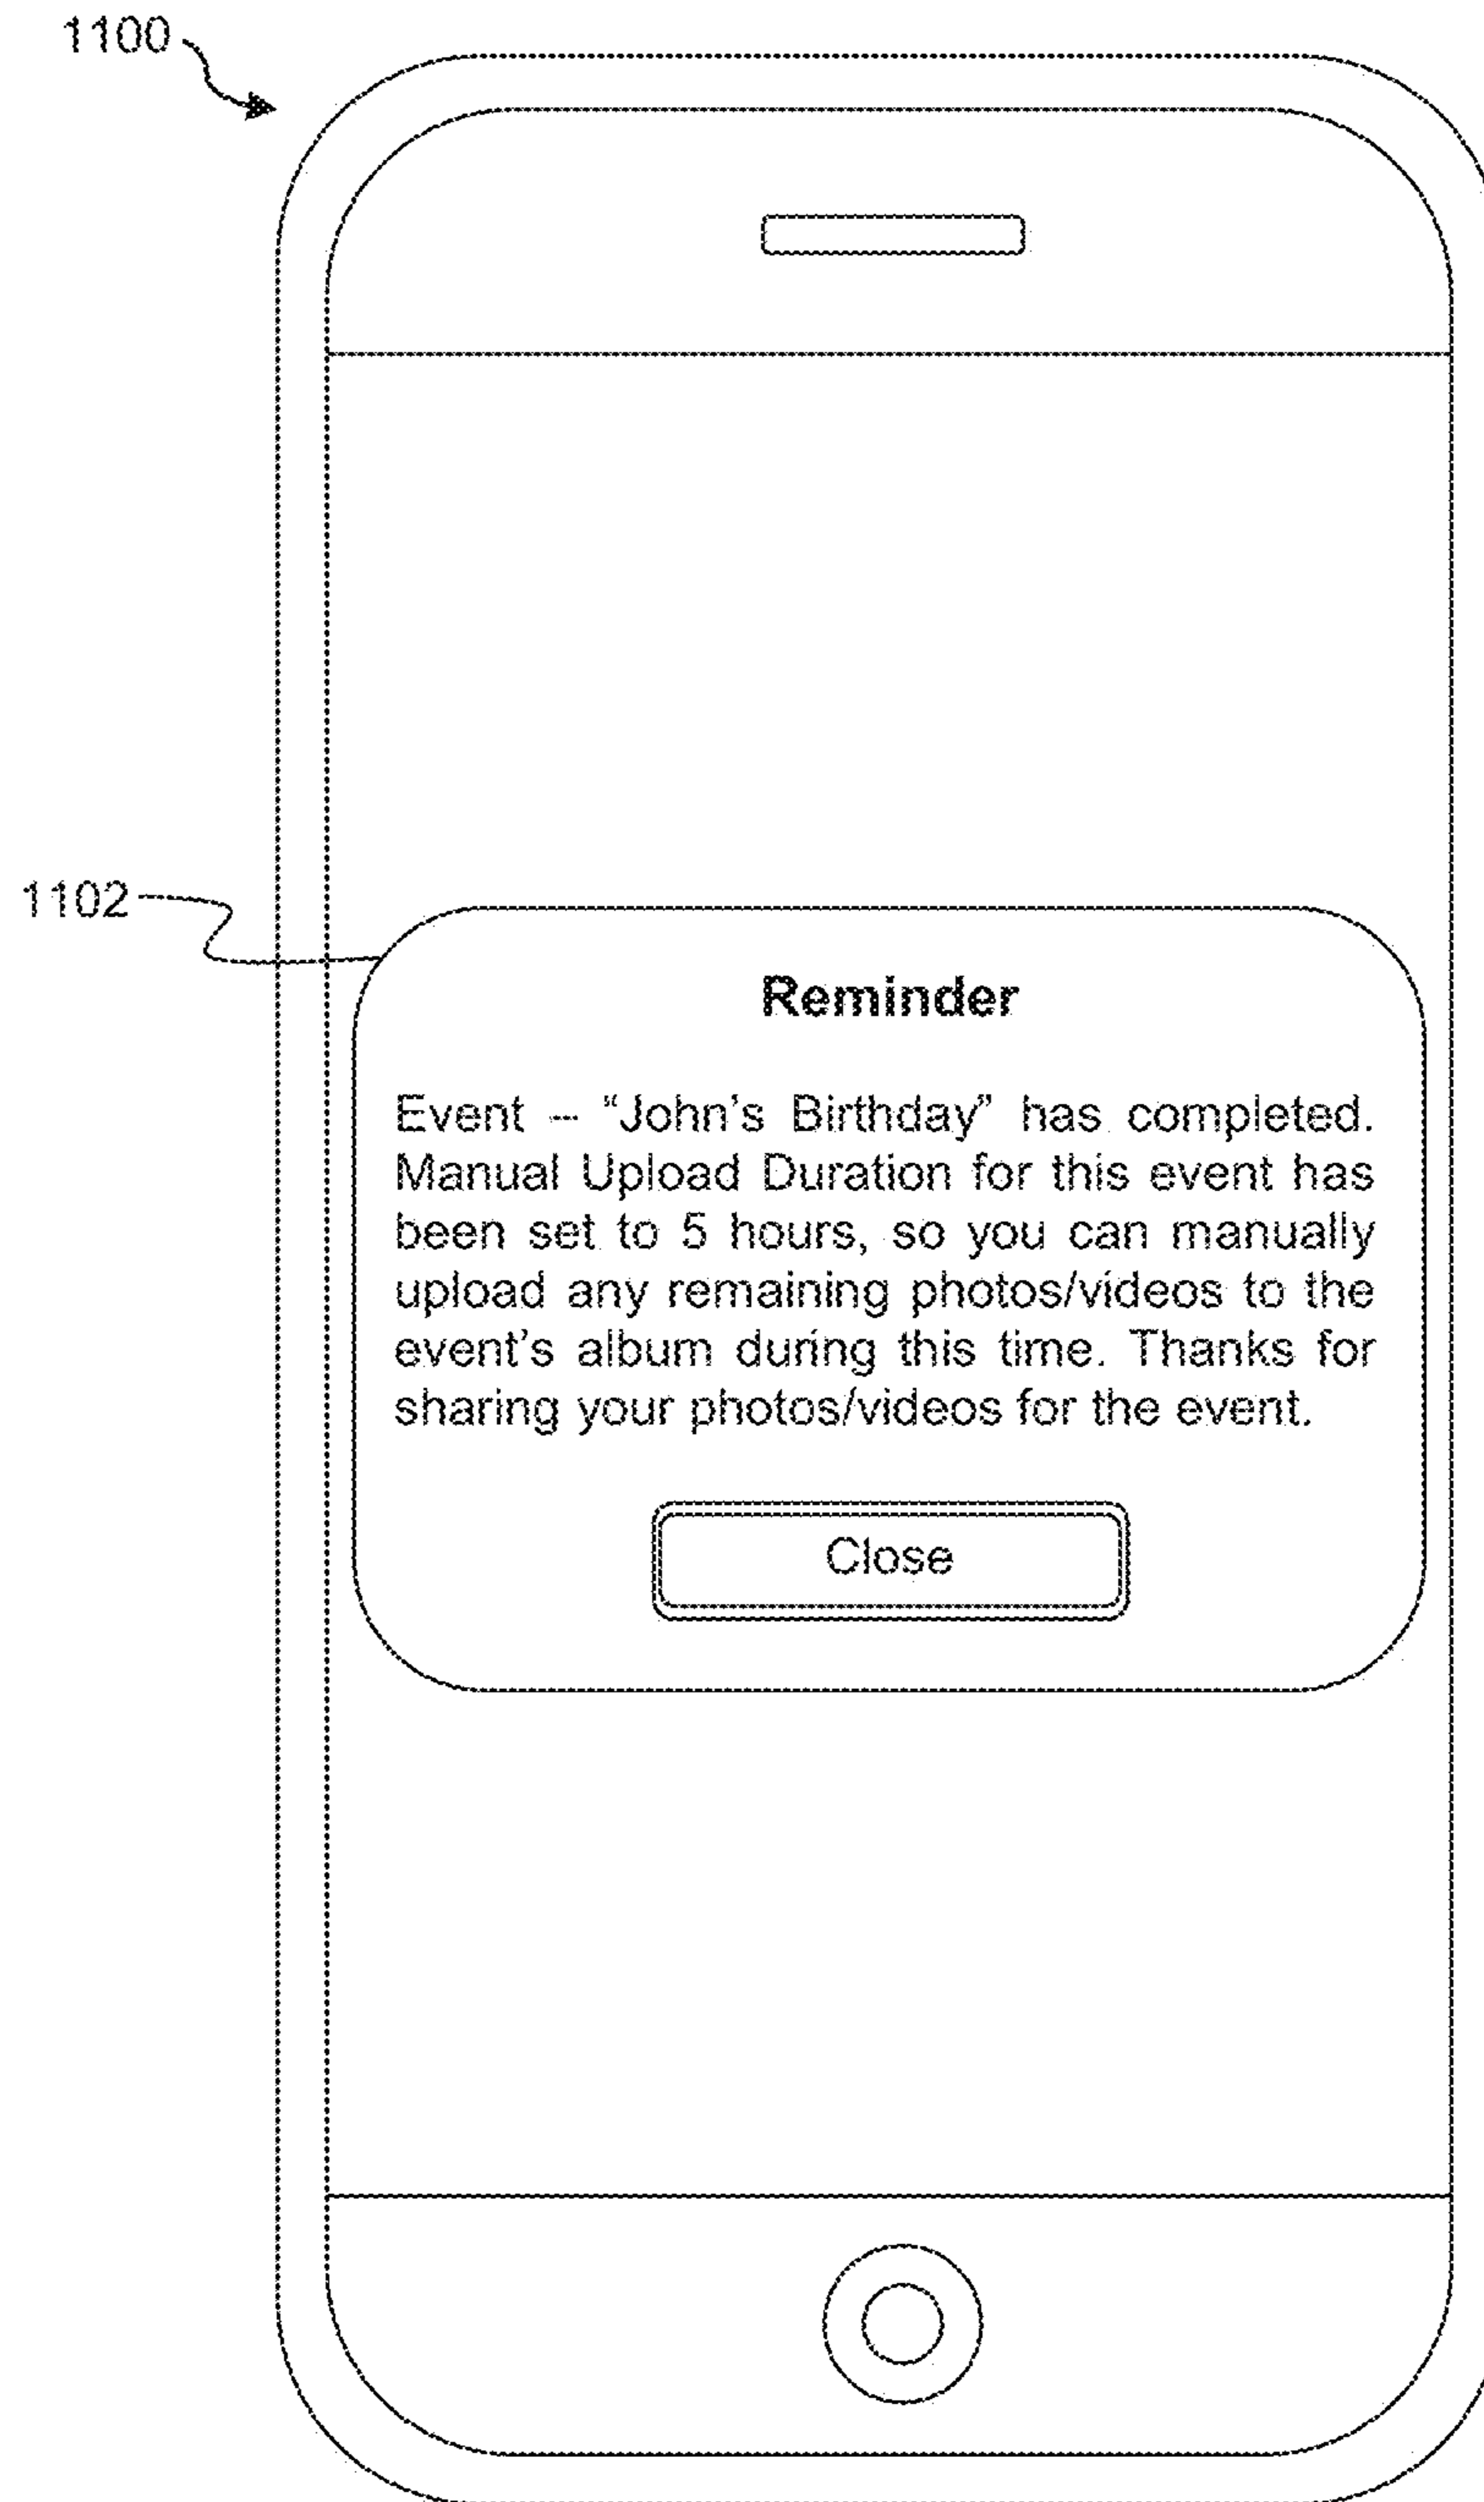 1100
1102
Reminder
Event – “John’s Birthday” has completed.
Manual Upload Duration for this event has
been set to 5 hours, so you can manually
upload any remaining photos/videos to the
event’s album during this time. Thanks for
sharing your photos/videos for the event.
Close